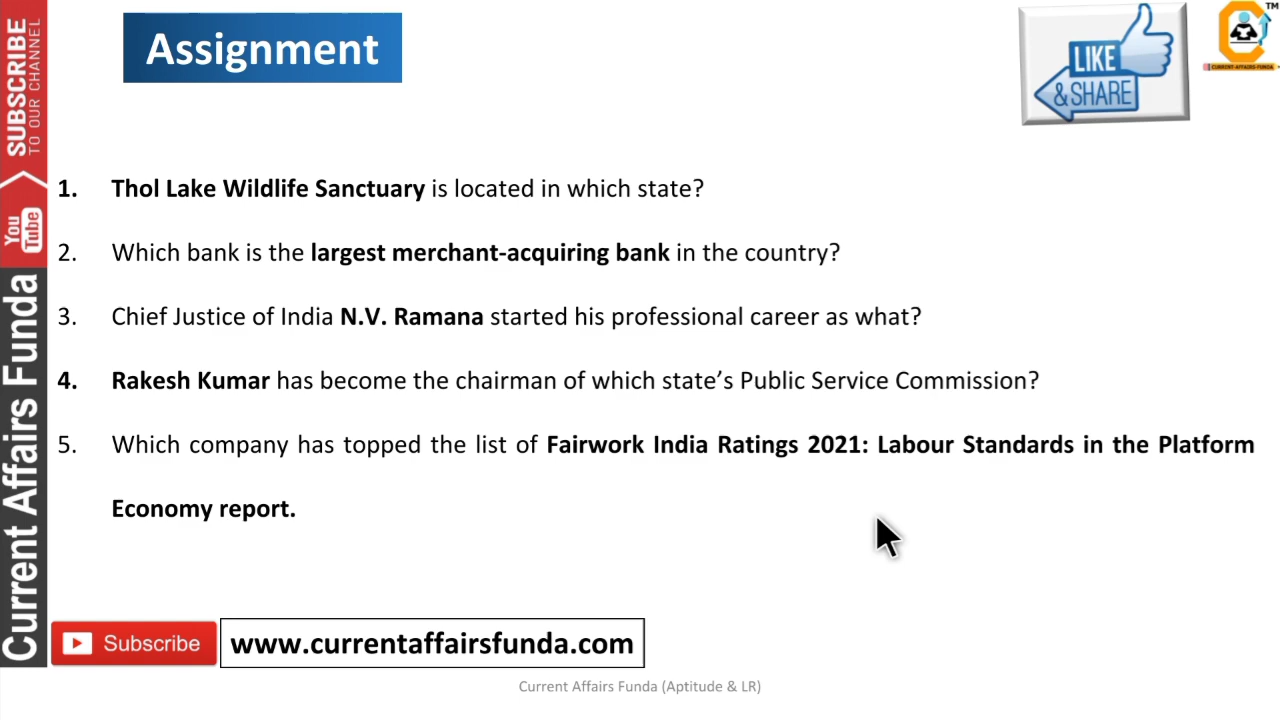 Assignment
LIKE
& SHARE
TM
CURRENT-AFFAIRS-FUNDA
SUBSCRIBE
TO OUR CHANNEL
You
Tube
Current Affairs Funda
1. Thol Lake Wildlife Sanctuary is located in which state?
2. Which bank is the largest merchant-acquiring bank in the country?
3. Chief Justice of India N.V. Ramana started his professional career as what?
4. Rakesh Kumar has become the chairman of which state’s Public Service Commission?
5. Which company has topped the list of Fairwork India Ratings 2021: Labour Standards in the Platform
Economy report.
Subscribe
www.currentaffairsfunda.com
Current Affairs Funda (Aptitude & LR)